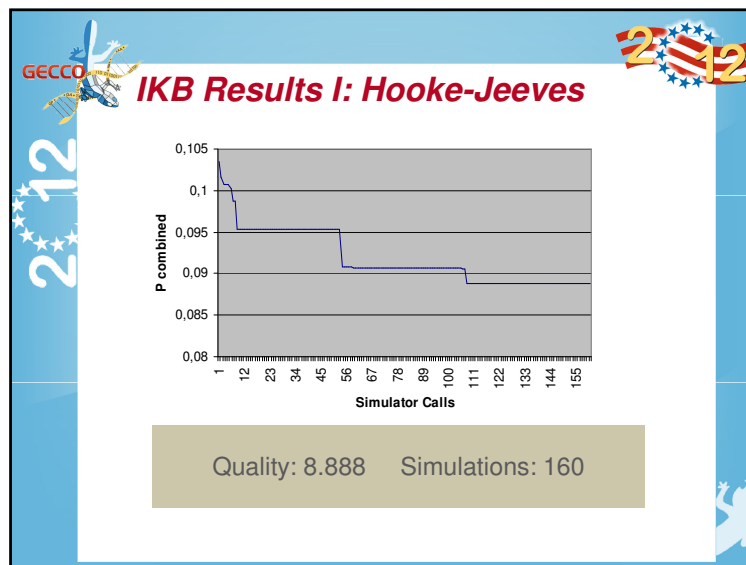 GECCO
2012
2012
IKB Results I: Hooke-Jeeves
0,105
0,1
0,095
0,09
0,085
0,08
P combined
1 12 23 34 45 56 67 78 89 100 111 122 133 144 155
Simulator Calls
Quality: 8.888 Simulations: 160